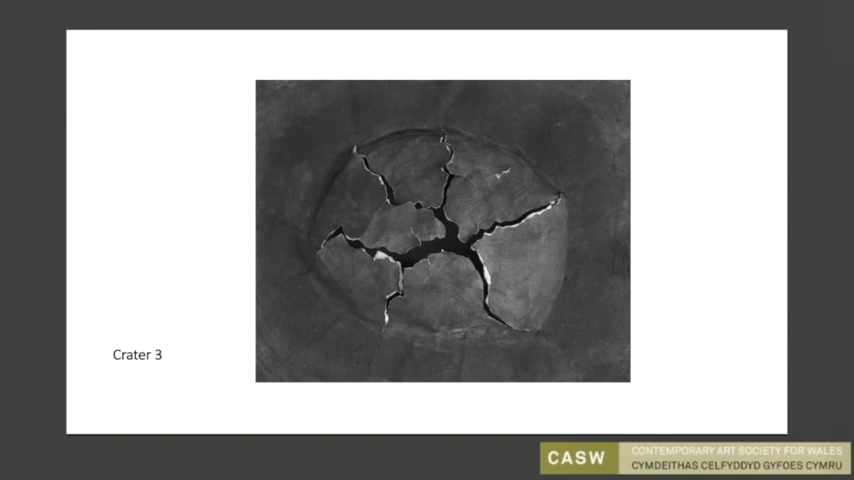 Crater 3
CASW
CONTEMPORARY ART SOCIETY FOR WALES
CYMDEITHAS CELFYDDYD GYFOES CYMRU